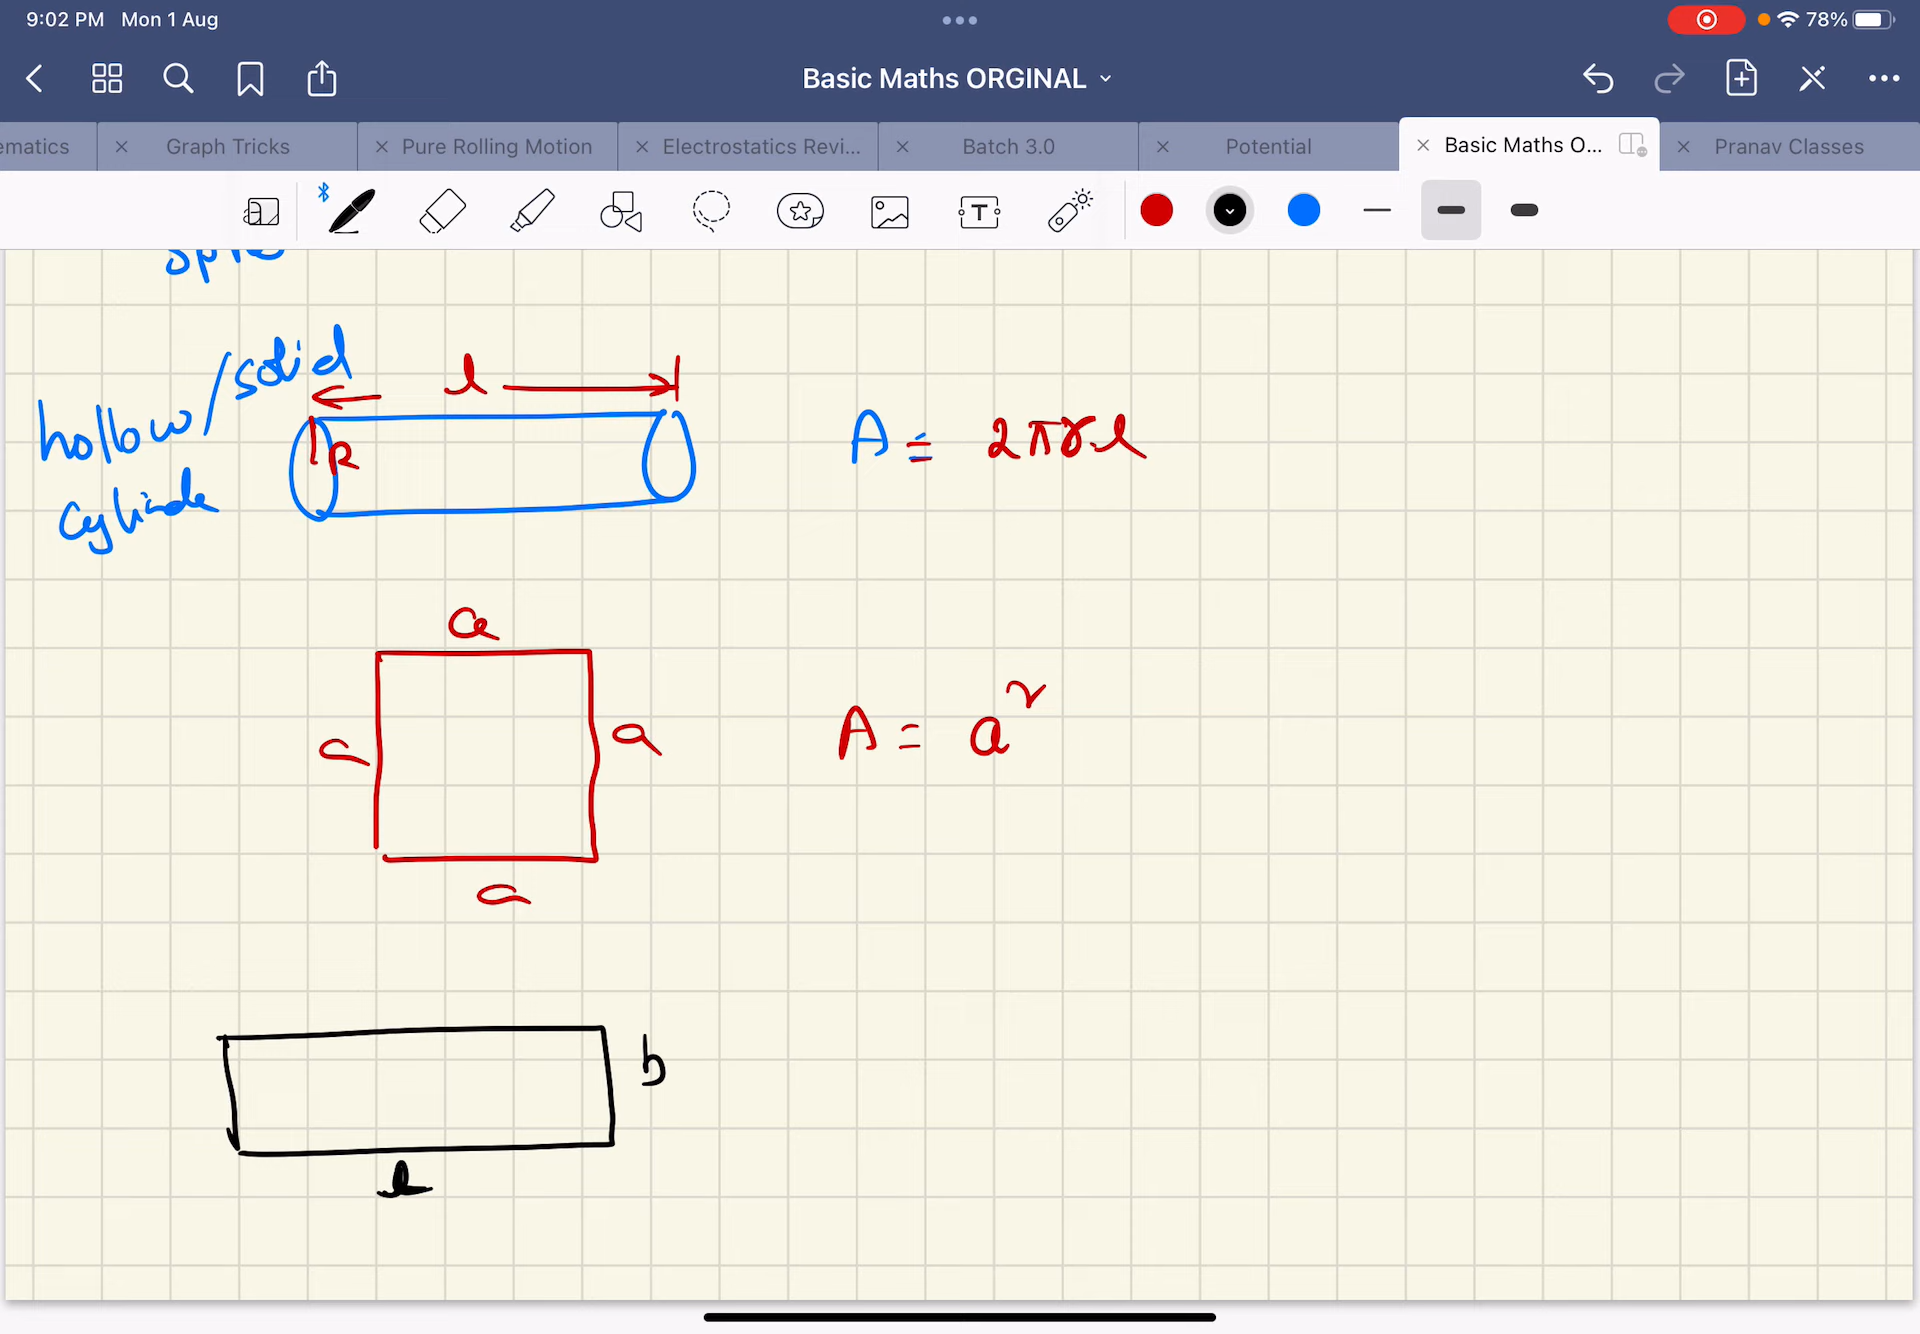 9:02 PM Mon 1 Aug
78%
Basic Maths ORGINAL
ematics
Graph Tricks
Pure Rolling Motion
Electrostatics Revi...
Batch 3.0
Potential
Basic Maths O...
Pranav Classes
hollow/solid
l
R
A = 2πrl
a
a
a
A = a²
a
b
l